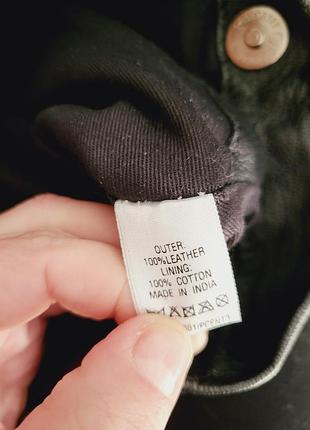 OUTER:
100%LEATHER
LINING:
100% COTTON
MADE IN INDIA